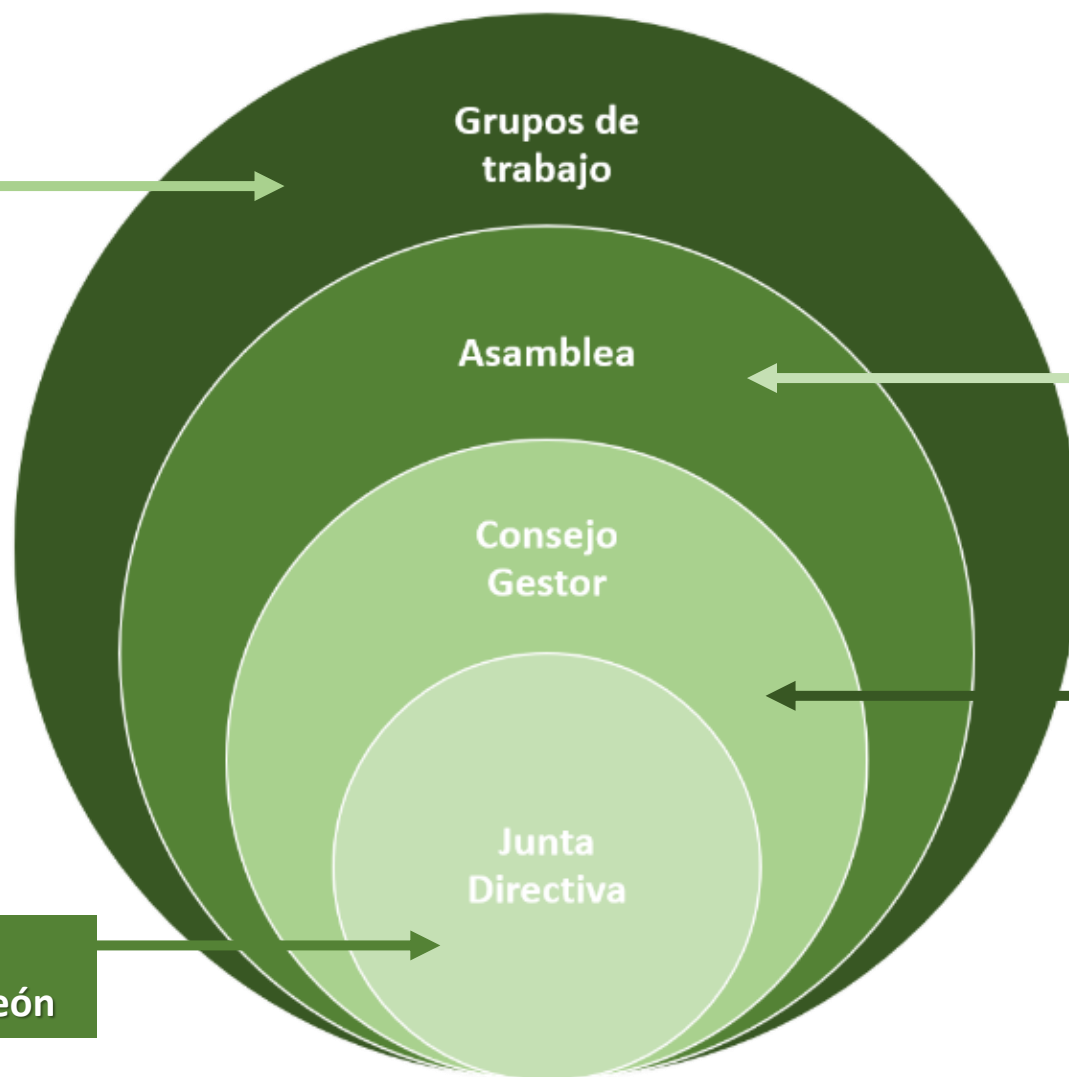 Grupos de
trabajo
Asamblea
Consejo
Gestor
Junta
Directiva